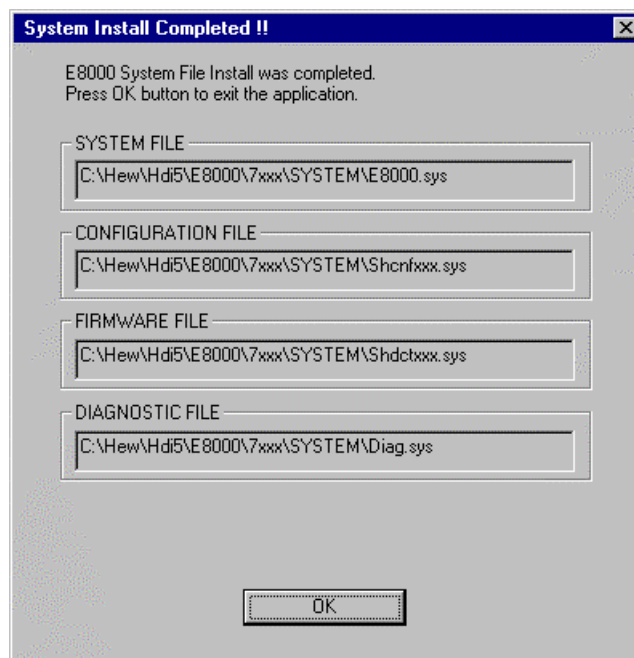 System Install Completed !!
E8000 System File Install was completed.
Press OK button to exit the application.
SYSTEM FILE
C:\Hew\Hdi5\E8000\7xxx\SYSTEM\E8000.sys
CONFIGURATION FILE
C:\Hew\Hdi5\E8000\7xxx\SYSTEM\Shcnfxxx.sys
FIRMWARE FILE
C:\Hew\Hdi5\E8000\7xxx\SYSTEM\Shdctxxx.sys
DIAGNOSTIC FILE
C:\Hew\Hdi5\E8000\7xxx\SYSTEM\Diag.sys
OK